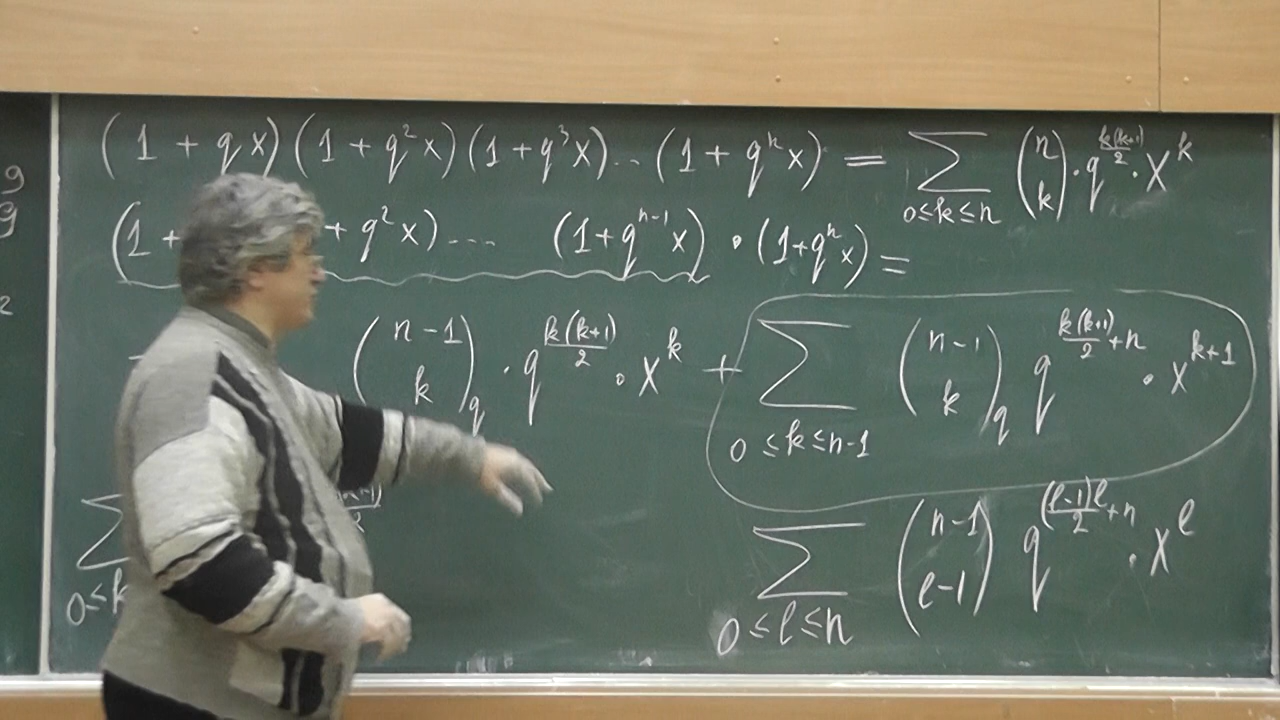 (1 + qx)(1 + q²x)(1 + q³x)...(1 + qⁿx) = ∑_{0≤k≤n} (n k) · q^{k(k+1)/2} · x^k
(1 + + q²x).... (1+q^{n-1}x) · (1+qⁿx) =
(n-1 k)_q · q^{k(k+1)/2} · x^k + ∑_{0≤k≤n-1} (n-1 k)_q q^{k(k+1)/2+n} · x^{k+1}
∑_{0≤k ∑_{0≤ℓ≤n} (n-1 ℓ-1) q^{(ℓ-1)ℓ/2+n} · x^ℓ